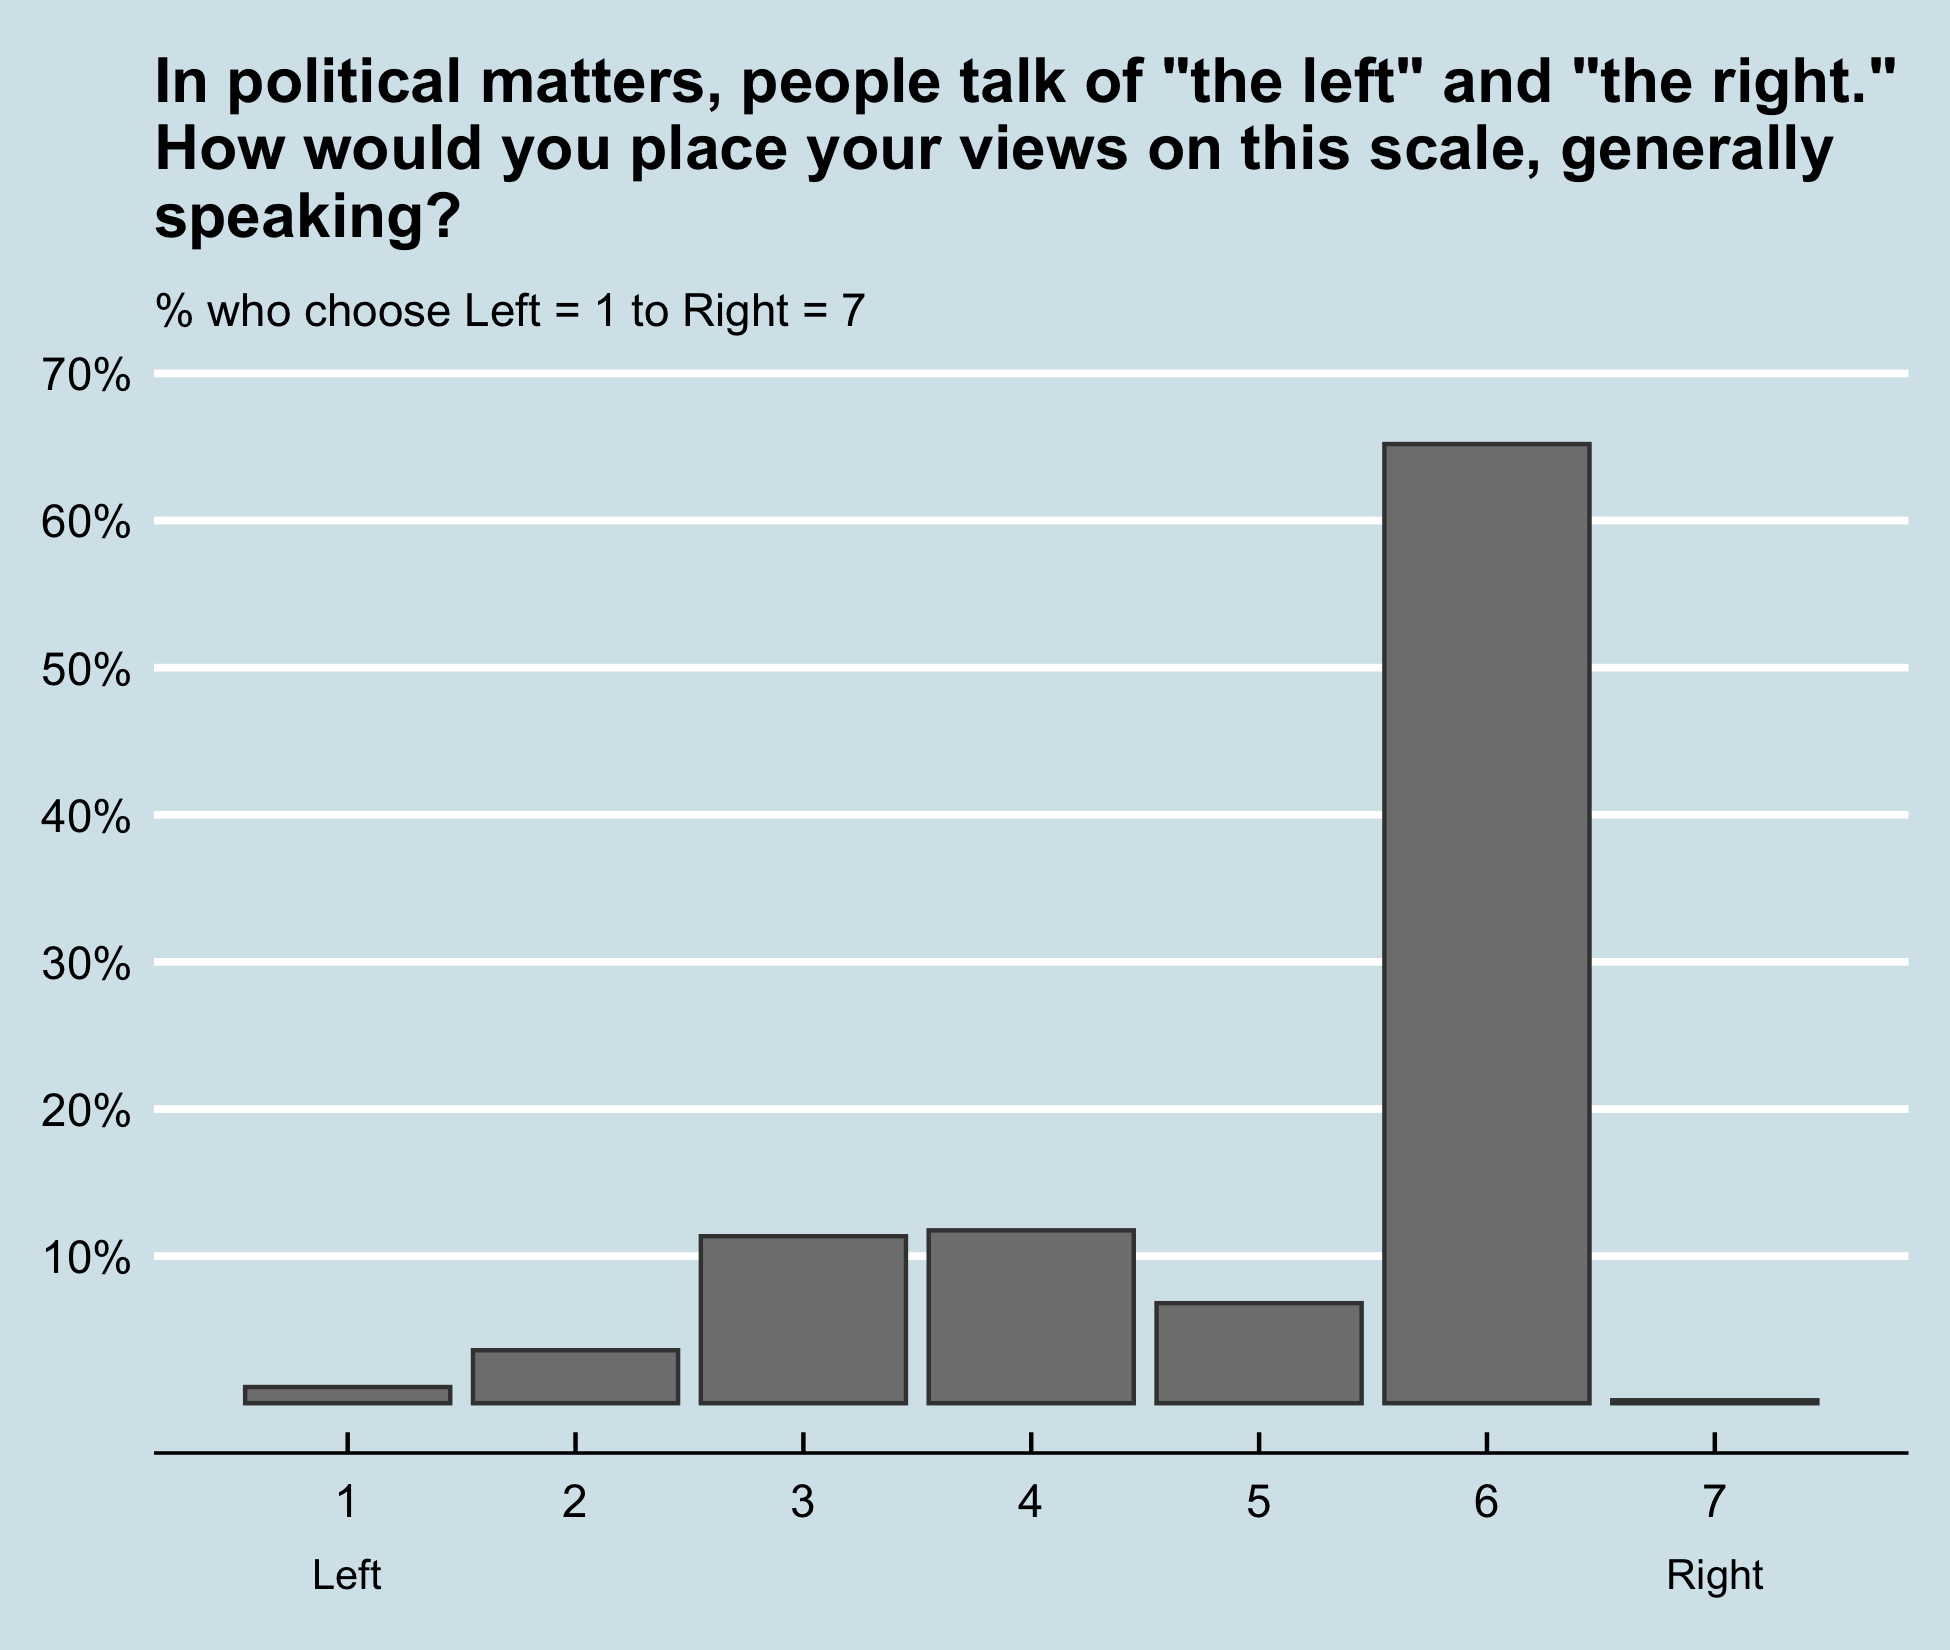 In political matters, people talk of "the left" and "the right."
How would you place your views on this scale, generally
speaking?
% who choose Left = 1 to Right = 7
70%
60%
50%
40%
30%
20%
10%
1 2 3 4 5 6 7
Left Right